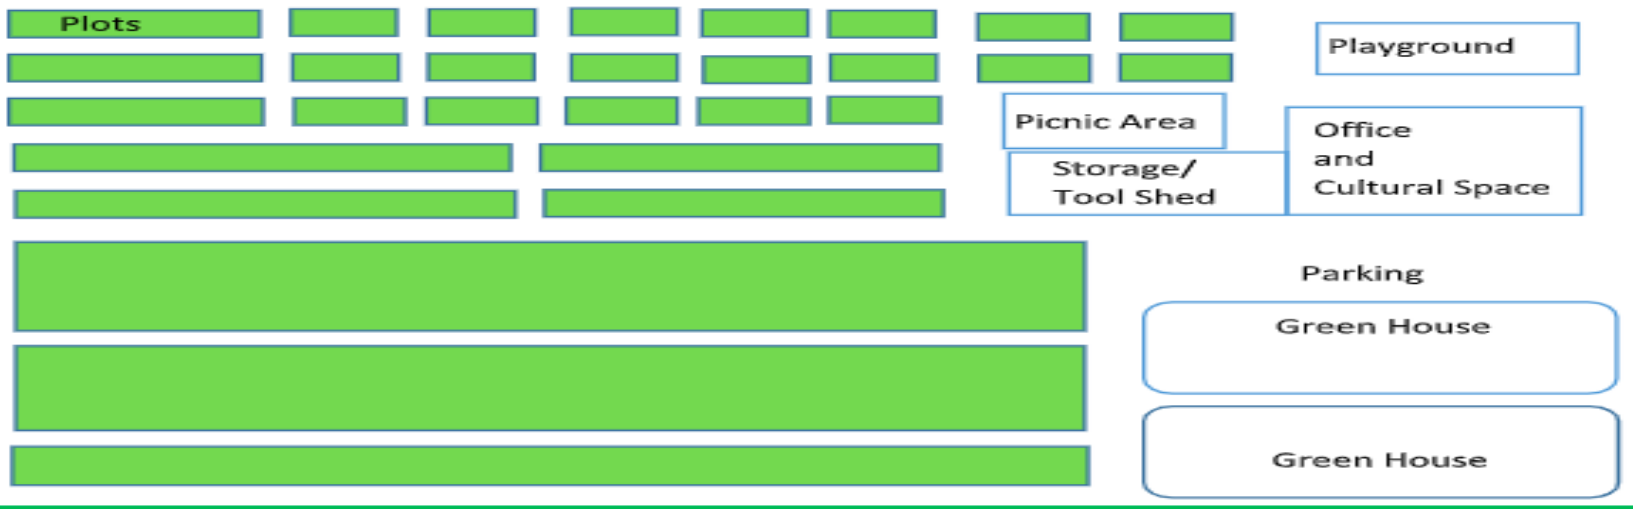 Plots
Playground
Picnic Area
Office
and
Cultural Space
Storage/
Tool Shed
Parking
Green House
Green House